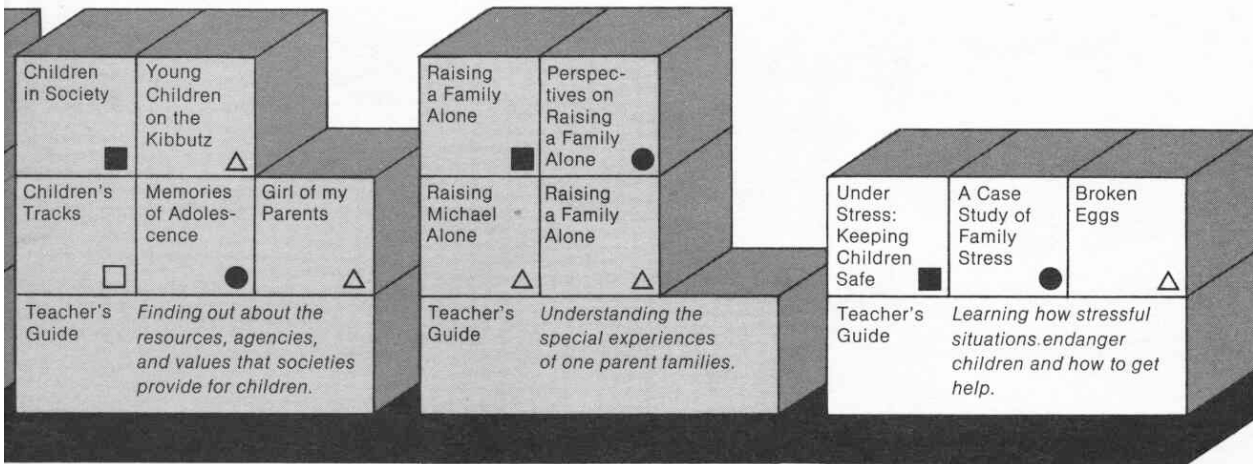 Children
in Society
Young
Children
on the
Kibbutz
Children's
Tracks
Memories
of Adoles-
cence
Girl of my
Parents
Teacher's
Guide
Finding out about the
resources, agencies,
and values that societies
provide for children.
Raising
a Family
Alone
Perspec-
tives on
Raising
a Family
Alone
Raising
Michael
Alone
Raising
a Family
Alone
Teacher's
Guide
Understanding the
special experiences
of one parent families.
Under
Stress:
Keeping
Children
Safe
A Case
Study of
Family
Stress
Broken
Eggs
Teacher's
Guide
Learning how stressful
situations.endanger
children and how to get
help.